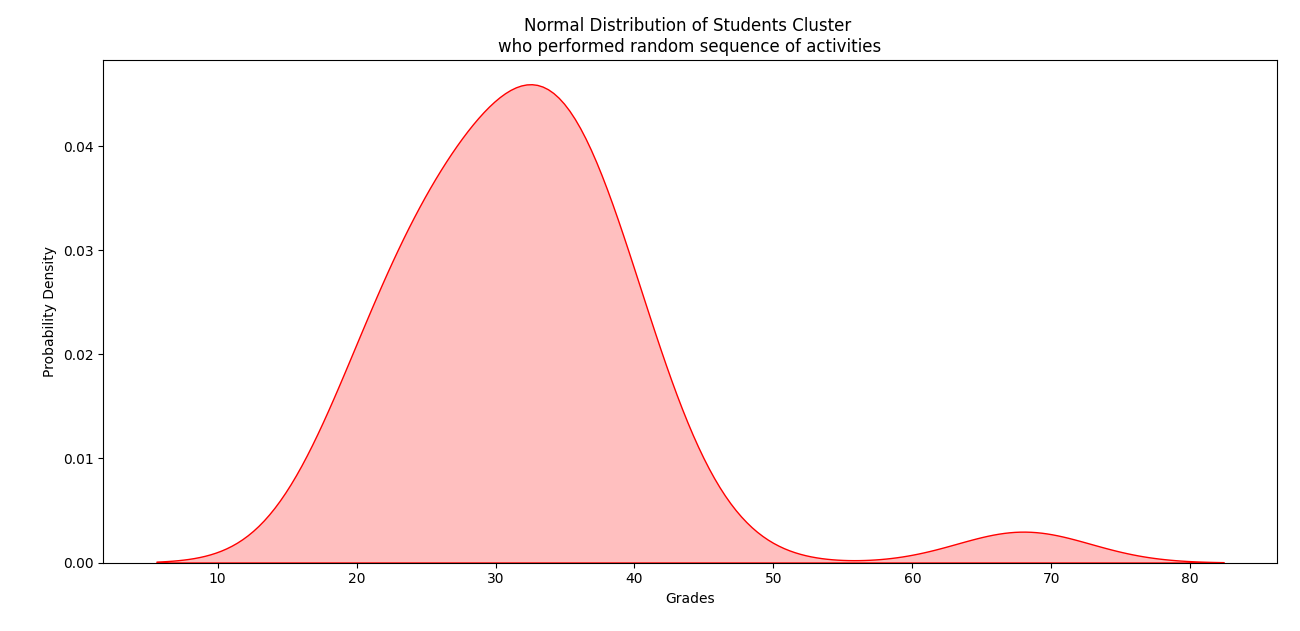 Normal Distribution of Students Cluster
who performed random sequence of activities
Probability Density
0.04
0.03
0.02
0.01
0.00
10 20 30 40 50 60 70 80
Grades